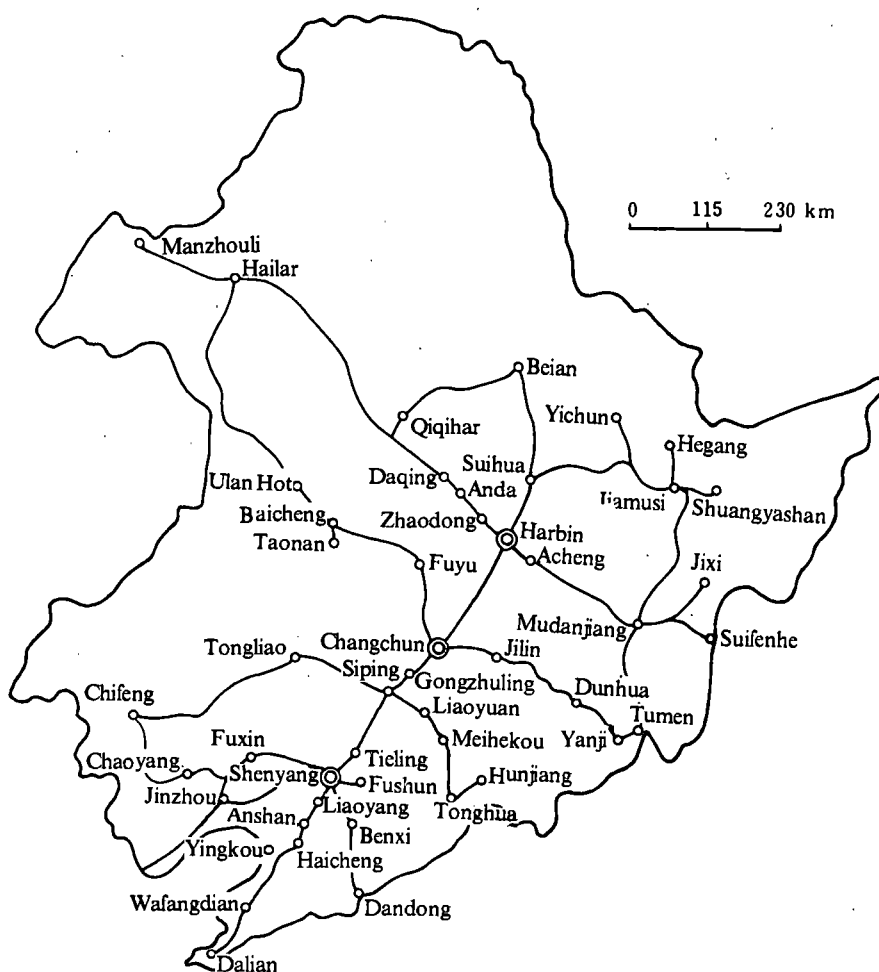 0 115 230 km
Manzhouli
Hailar
Beian
Yichun
Qiqihar
Hegang
Suihua
Daqing
Anda
Ulan Hot
Jiamusi
Shuangyashan
Baicheng
Zhaodong
Harbin
Taonan
Acheng
Jixi
Fuyu
Mudanjiang
Suifenhe
Changchun
Jilin
Tongliao
Siping
Gongzhuling
Dunhua
Chifeng
Liaoyuan
Tumen
Fuxin
Meihekou
Yanji
Chaoyang
Tieling
Shenyang
Hunjiang
Fushun
Jinzhou
Liaoyang
Tonghua
Anshan
Benxi
Yingkou
Haicheng
Wafangdian
Dandong
Dalian